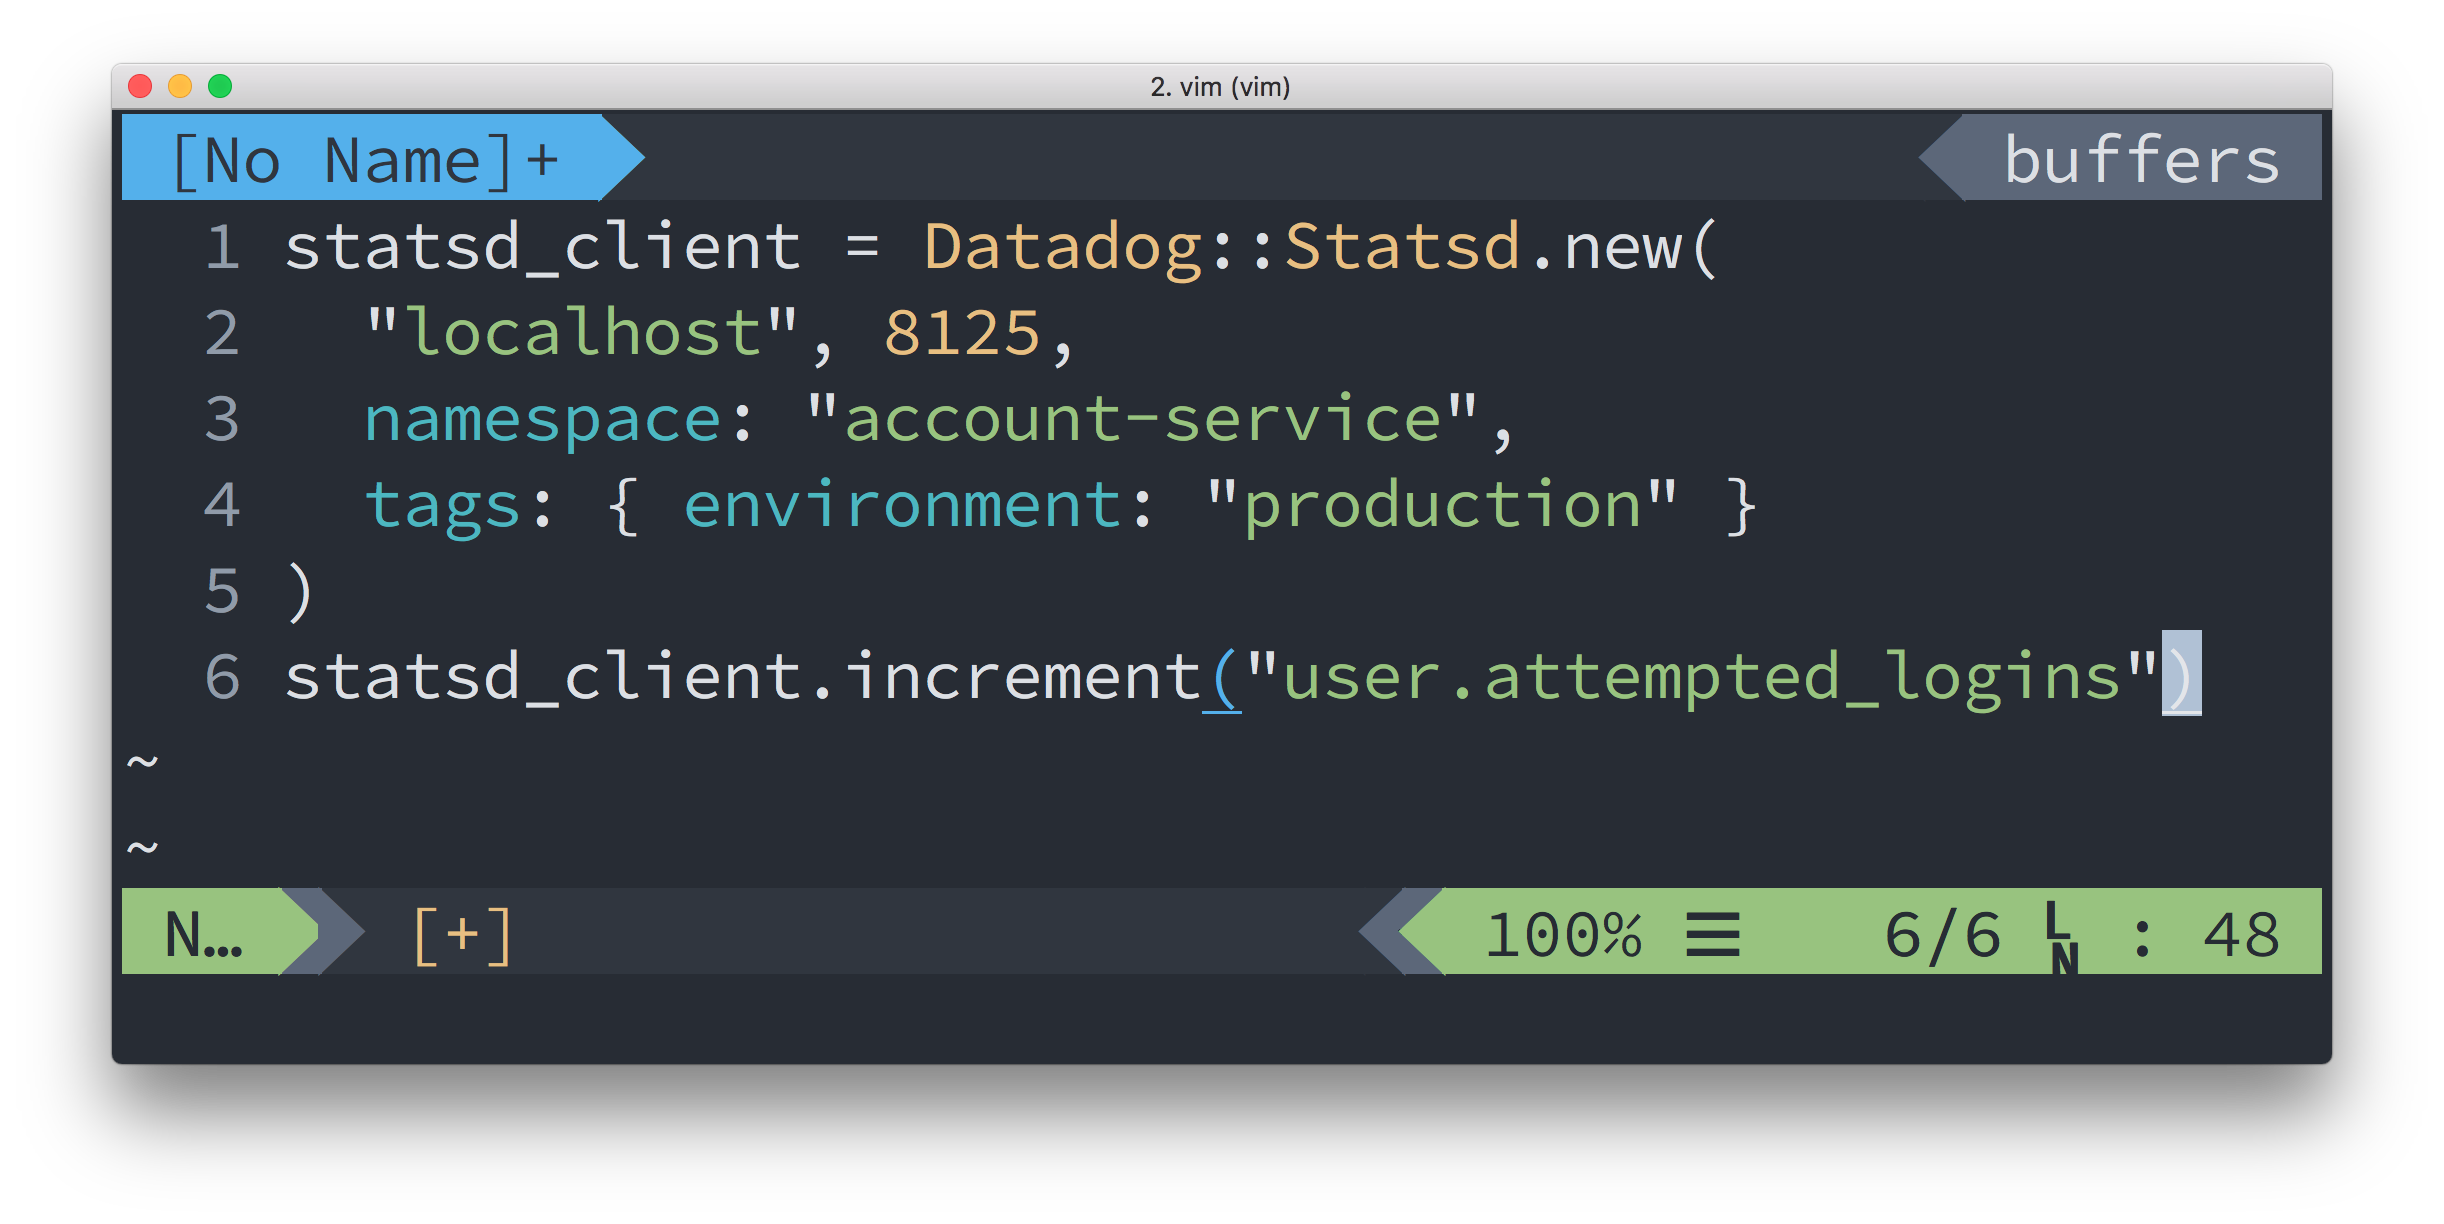 2. vim (vim)
[No Name]+ buffers
1 statsd_client = Datadog::Statsd.new(
2   "localhost", 8125,
3   namespace: "account-service",
4   tags: { environment: "production" }
5 )
6 statsd_client.increment("user.attempted_logins")
~
~
N… [+] 100% ☰ 6/6 ␤ : 48